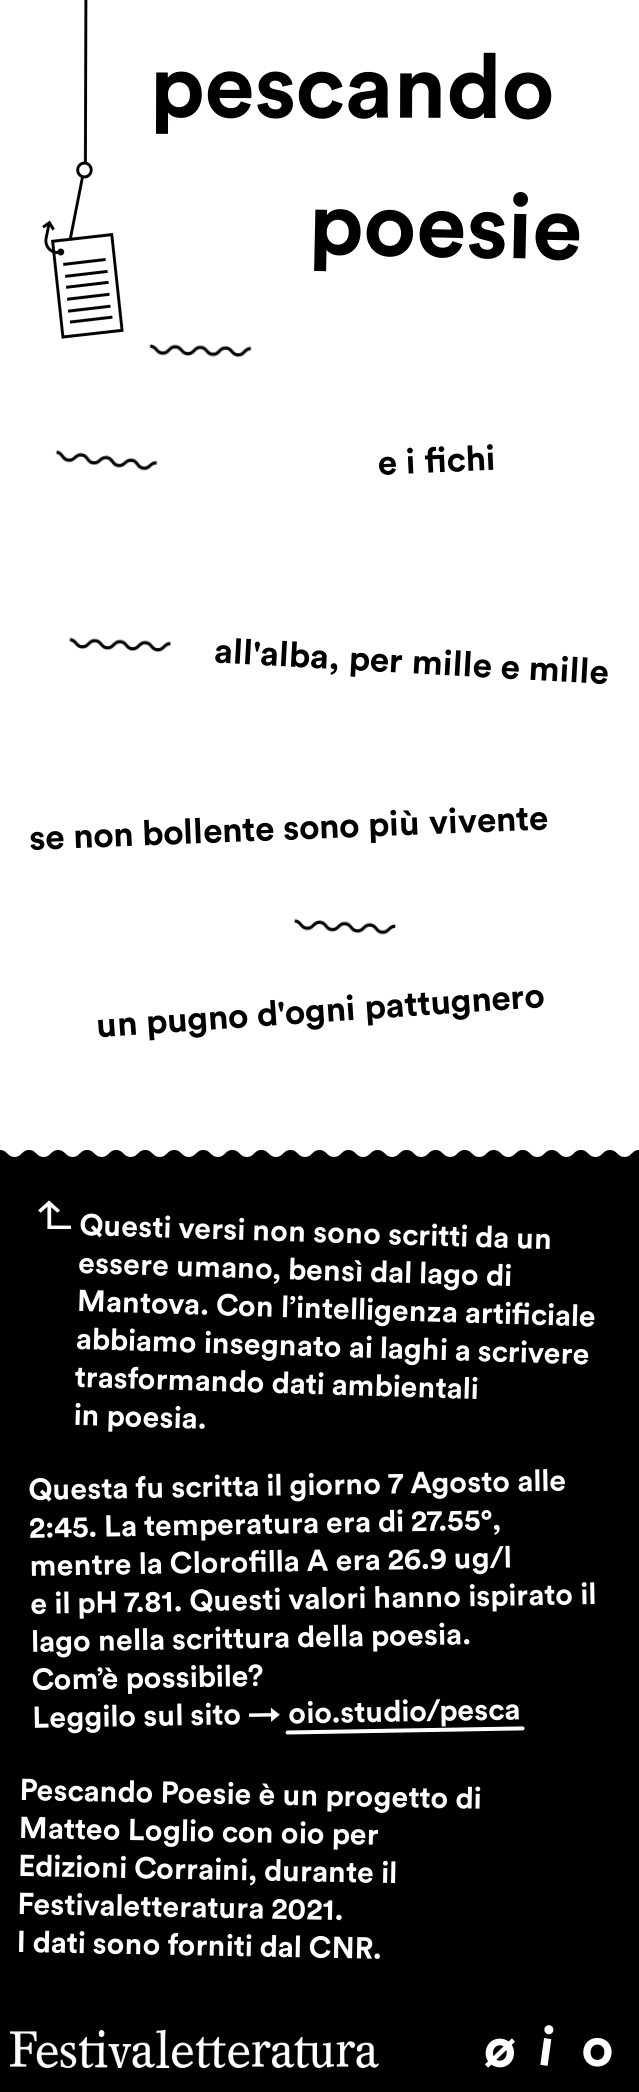 pescando
poesie
e i fichi
all'alba, per mille e mille
se non bollente sono più vivente
un pugno d'ogni pattugnero
Questi versi non sono scritti da un
essere umano, bensì dal lago di
Mantova. Con l’intelligenza artificiale
abbiamo insegnato ai laghi a scrivere
trasformando dati ambientali
in poesia.
Questa fu scritta il giorno 7 Agosto alle
2:45. La temperatura era di 27.55°,
mentre la Clorofilla A era 26.9 ug/l
e il pH 7.81. Questi valori hanno ispirato il
lago nella scrittura della poesia.
Com’è possibile?
Leggilo sul sito → oio.studio/pesca
Pescando Poesie è un progetto di
Matteo Loglio con oio per
Edizioni Corraini, durante il
Festivaletteratura 2021.
I dati sono forniti dal CNR.
Festivaletteratura
ø i o